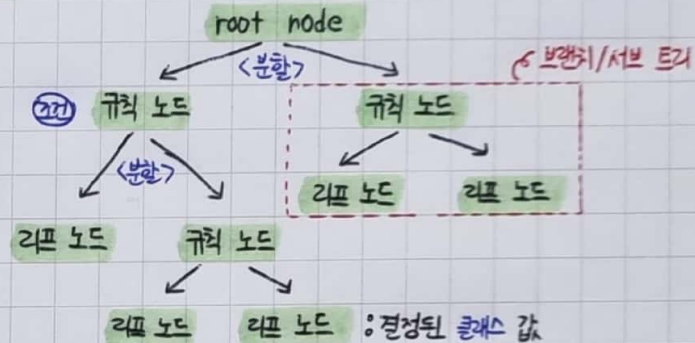 root node
<분할>
브랜치/서브 트리
조건 규칙 노드 규칙 노드
<분할>
리프 노드 리프 노드
리프 노드 규칙 노드
리프 노드 리프 노드 : 결정된 클래스 값